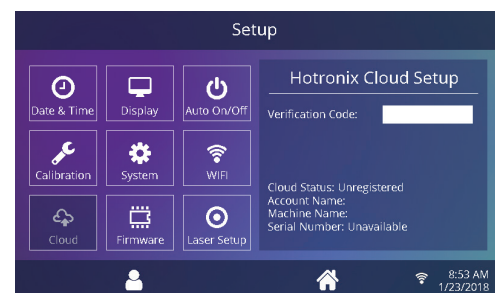 Setup
Date & Time
Display
Auto On/Off
Calibration
System
WIFI
Cloud
Firmware
Laser Setup
Hotronix Cloud Setup
Verification Code:
Cloud Status: Unregistered
Account Name:
Machine Name:
Serial Number: Unavailable
8:53 AM
1/23/2018